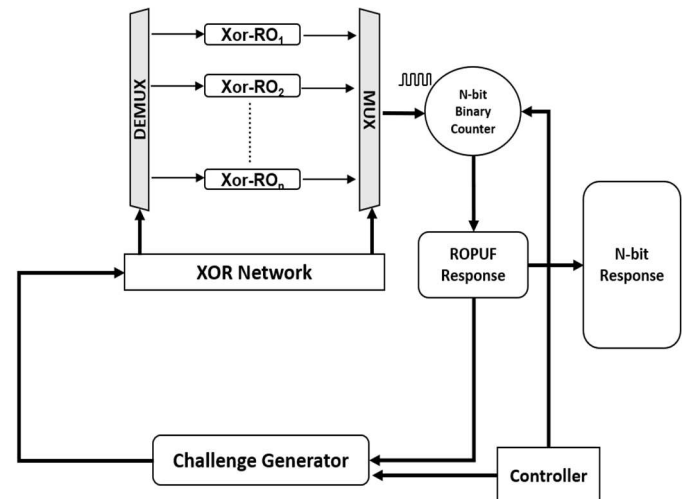 DEMUX
Xor-RO1
Xor-RO2
Xor-ROn
MUX
N-bit
Binary
Counter
XOR Network
ROPUF
Response
N-bit
Response
Challenge Generator
Controller